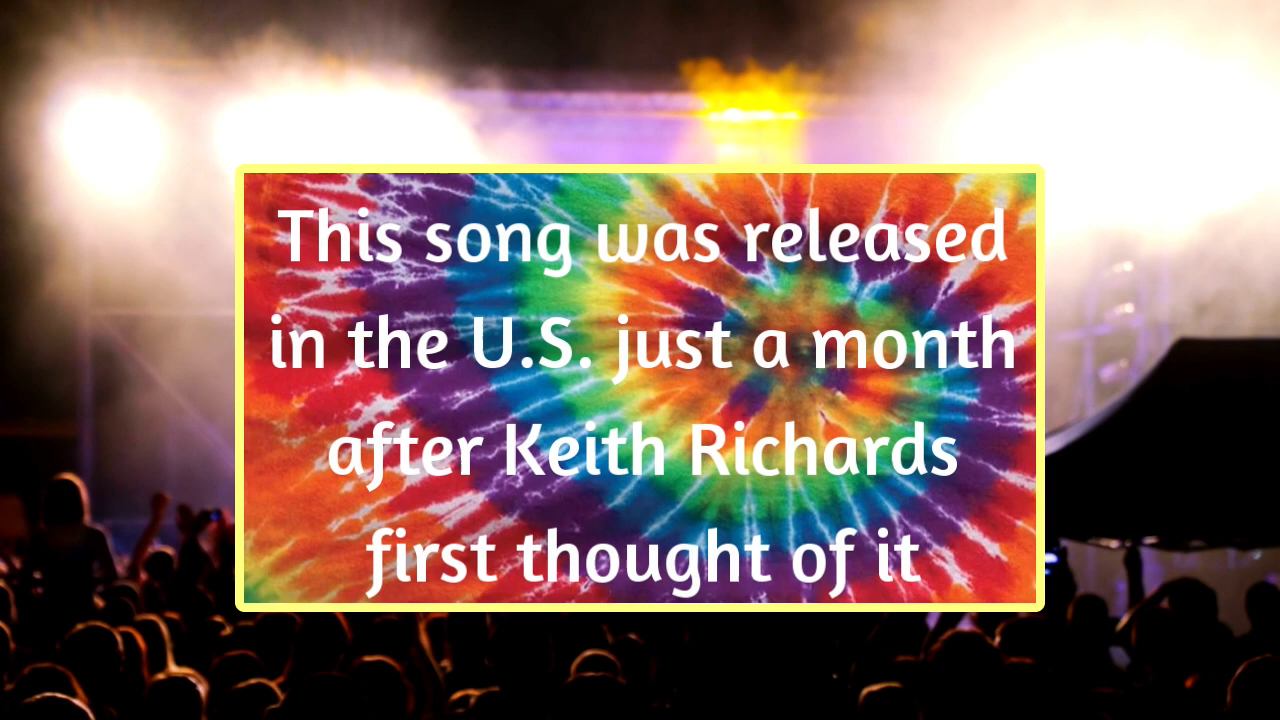 This song was released
in the U.S. just a month
after Keith Richards
first thought of it